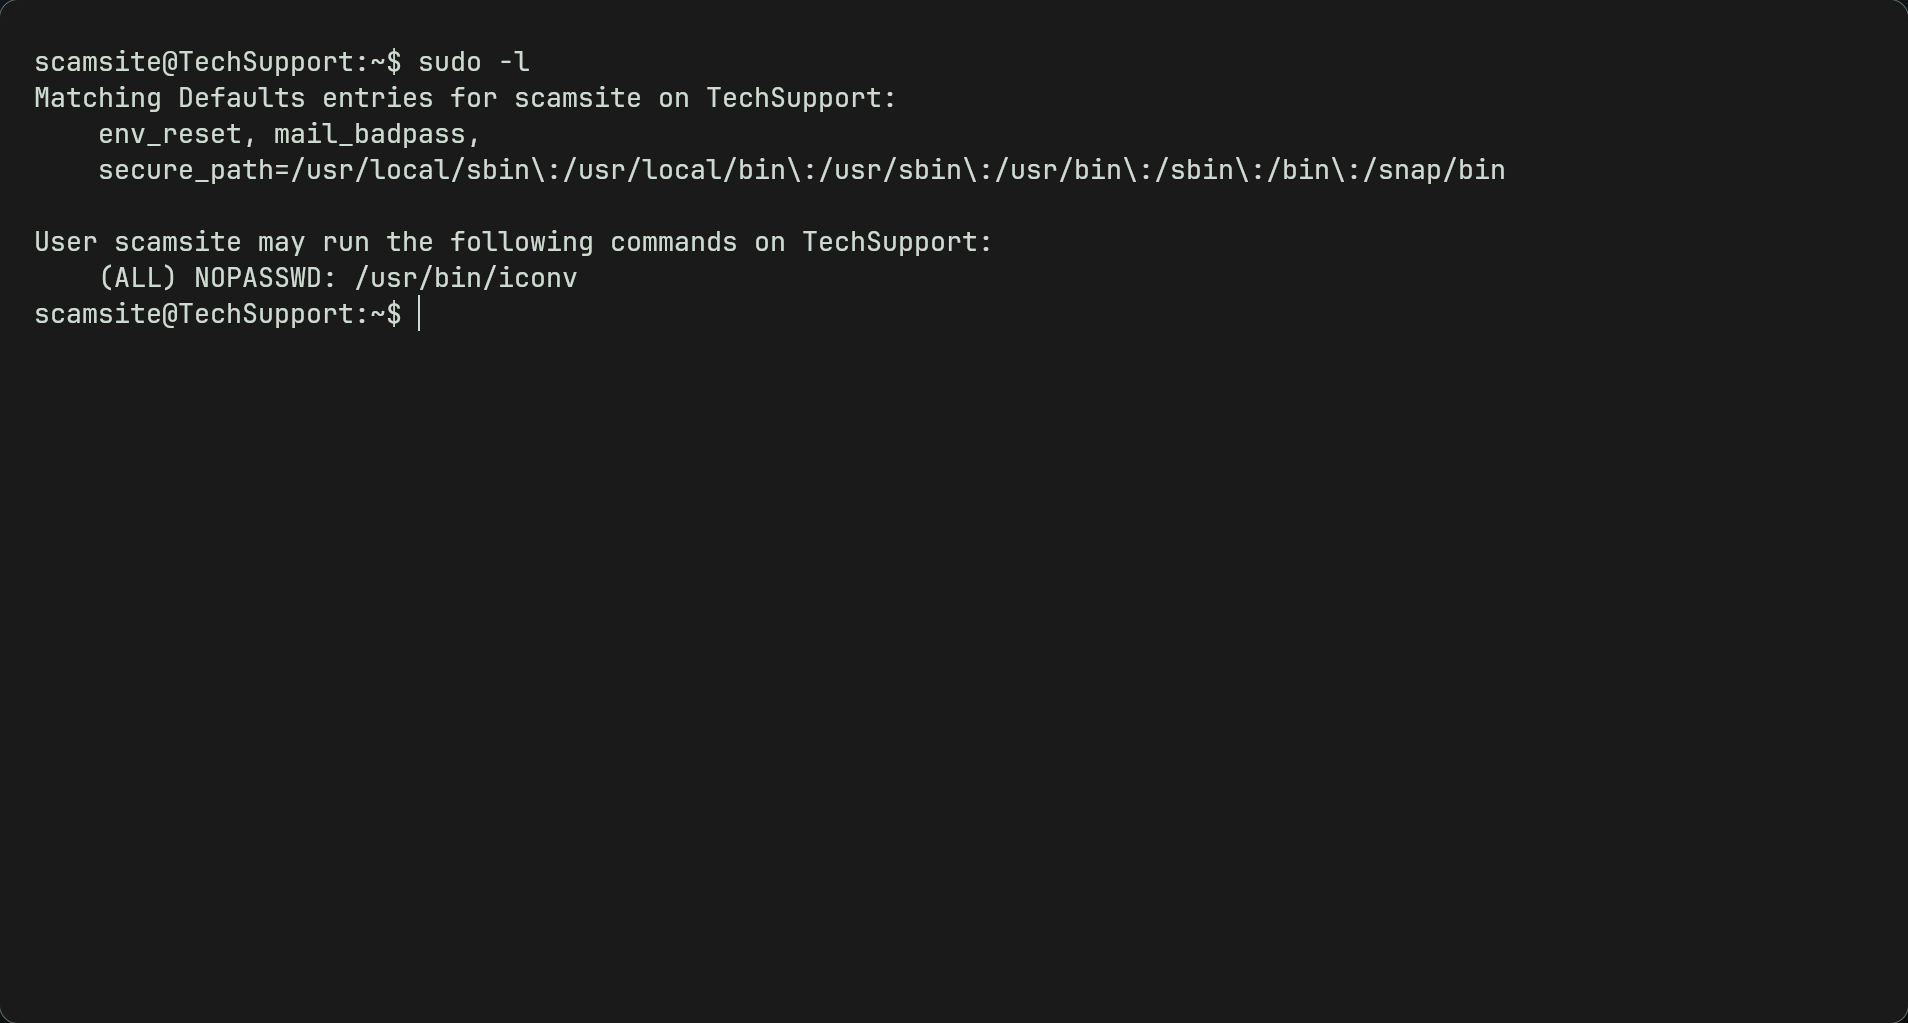 scamsite@TechSupport:~$ sudo -l
Matching Defaults entries for scamsite on TechSupport:
    env_reset, mail_badpass,
    secure_path=/usr/local/sbin\:/usr/local/bin\:/usr/sbin\:/usr/bin\:/sbin\:/bin\:/snap/bin

User scamsite may run the following commands on TechSupport:
    (ALL) NOPASSWD: /usr/bin/iconv
scamsite@TechSupport:~$